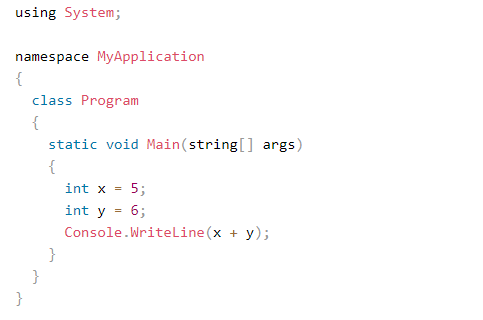 using System;

namespace MyApplication
{
  class Program
  {
    static void Main(string[] args)
    {
      int x = 5;
      int y = 6;
      Console.WriteLine(x + y);
    }
  }
}